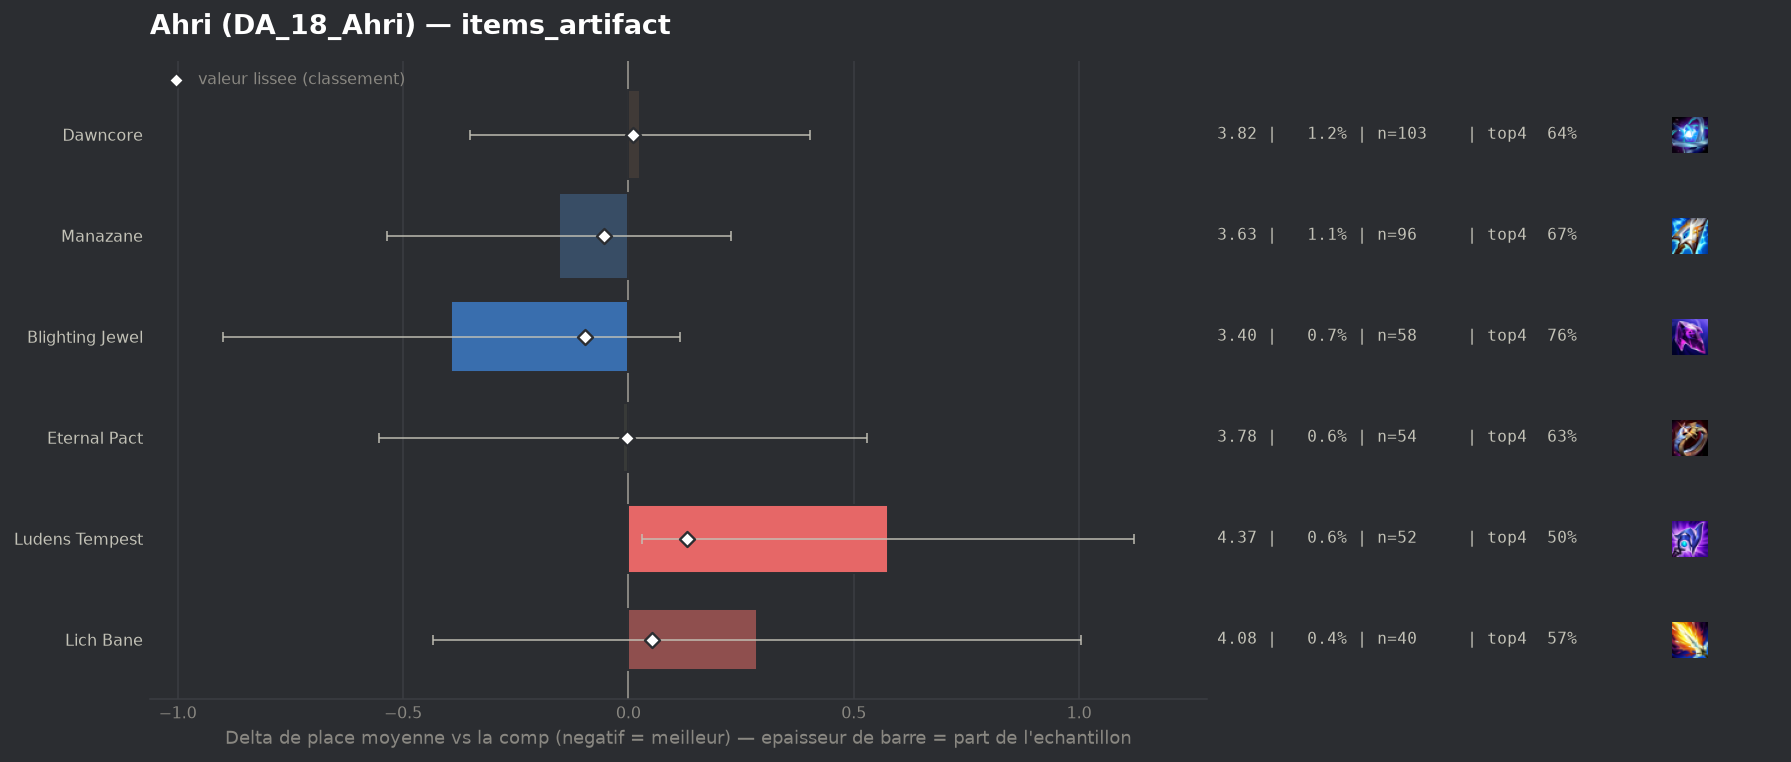 Ahri (DA_18_Ahri) — items_artifact
valeur lissee (classement)
Dawncore 3.82 | 1.2% | n=103 | top4 64%
Manazane 3.63 | 1.1% | n=96 | top4 67%
Blighting Jewel 3.40 | 0.7% | n=58 | top4 76%
Eternal Pact 3.78 | 0.6% | n=54 | top4 63%
Ludens Tempest 4.37 | 0.6% | n=52 | top4 50%
Lich Bane 4.08 | 0.4% | n=40 | top4 57%
−1.0 −0.5 0.0 0.5 1.0
Delta de place moyenne vs la comp (negatif = meilleur) — epaisseur de barre = part de l'echantillon